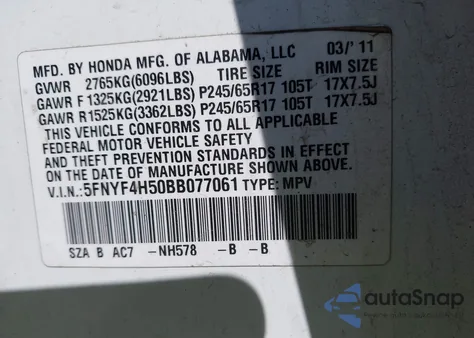 MFD. BY HONDA MFG. OF ALABAMA, LLC 03/'11
GVWR 2765KG(6096LBS) TIRE SIZE RIM SIZE
GAWR F1325KG(2921LBS) P245/65R17 105T 17X7.5J
GAWR R1525KG(3362LBS) P245/65R17 105T 17X7.5J
THIS VEHICLE CONFORMS TO ALL APPLICABLE
FEDERAL MOTOR VEHICLE SAFETY AND
THEFT PREVENTION STANDARDS IN EFFECT
ON THE DATE OF MANUFACTURE SHOWN ABOVE.
V.I.N.: 5FNYF4H50BB077061 TYPE: MPV
SZA B AC7 -NH578 -B -B
autoSnap